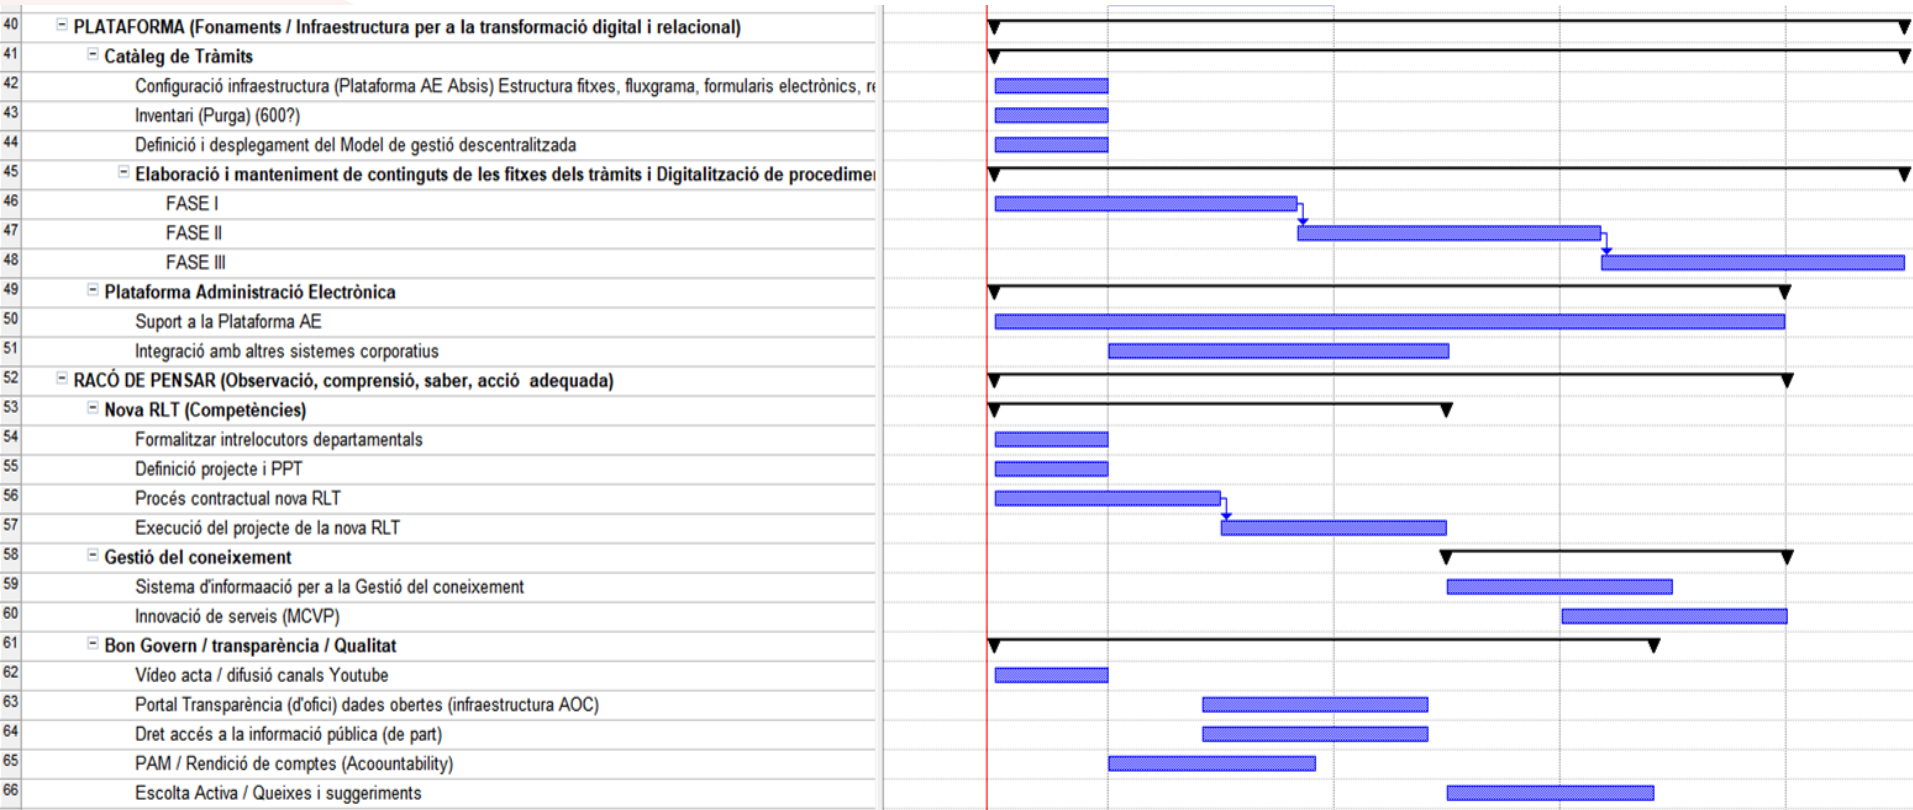 40 PLATAFORMA (Fonaments / Infraestructura per a la transformació digital i relacional)
41 Catàleg de Tràmits
42 Configuració infraestructura (Plataforma AE Absis) Estructura fitxes, fluxgrama, formularis electrònics, re
43 Inventari (Purga) (600?)
44 Definició i desplegament del Model de gestió descentralitzada
45 Elaboració i manteniment de continguts de les fitxes dels tràmits i Digitalització de procedimen
46 FASE I
47 FASE II
48 FASE III
49 Plataforma Administració Electrònica
50 Suport a la Plataforma AE
51 Integració amb altres sistemes corporatius
52 RACÓ DE PENSAR (Observació, comprensió, saber, acció adequada)
53 Nova RLT (Competències)
54 Formalitzar intrelocutors departamentals
55 Definició projecte i PPT
56 Procés contractual nova RLT
57 Execució del projecte de la nova RLT
58 Gestió del coneixement
59 Sistema d'informaació per a la Gestió del coneixement
60 Innovació de serveis (MCVP)
61 Bon Govern / transparència / Qualitat
62 Vídeo acta / difusió canals Youtube
63 Portal Transparència (d'ofici) dades obertes (infraestructura AOC)
64 Dret accés a la informació pública (de part)
65 PAM / Rendició de comptes (Acoountability)
66 Escolta Activa / Queixes i suggeriments